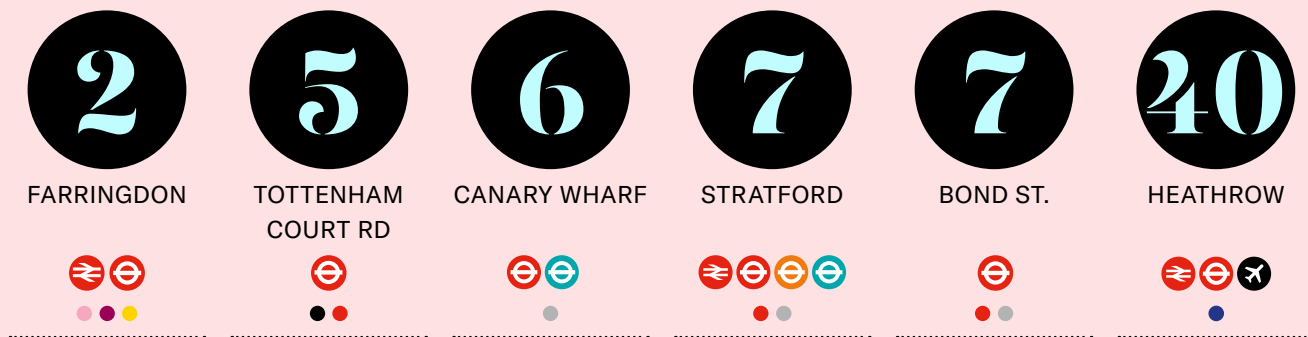 2 5 6 7 7 40
FARRINGDON TOTTENHAM CANARY WHARF STRATFORD BOND ST. HEATHROW
COURT RD